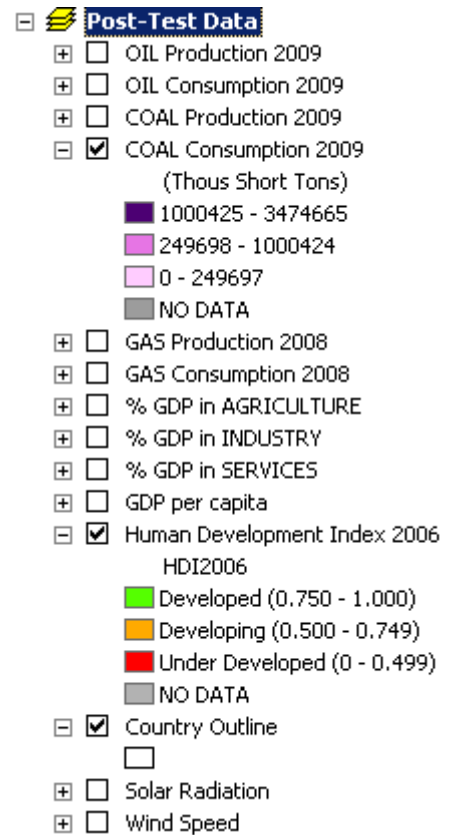 Post-Test Data
OIL Production 2009
OIL Consumption 2009
COAL Production 2009
COAL Consumption 2009
(Thous Short Tons)
1000425 - 3474665
249698 - 1000424
0 - 249697
NO DATA
GAS Production 2008
GAS Consumption 2008
% GDP in AGRICULTURE
% GDP in INDUSTRY
% GDP in SERVICES
GDP per capita
Human Development Index 2006
HDI2006
Developed (0.750 - 1.000)
Developing (0.500 - 0.749)
Under Developed (0 - 0.499)
NO DATA
Country Outline
Solar Radiation
Wind Speed